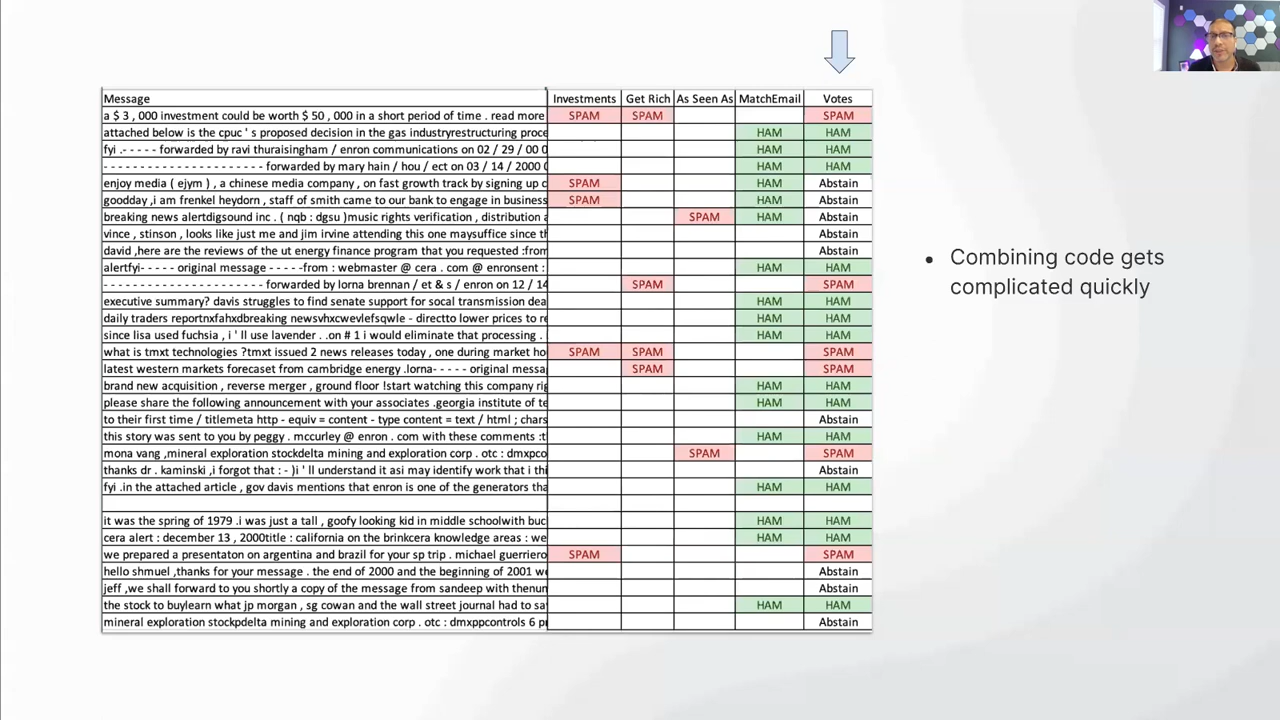 Message Investments Get Rich As Seen As MatchEmail Votes
a $ 3 , 000 investment could be worth $ 50 , 000 in a short period of time . read more SPAM SPAM SPAM
attached below is the cpuc ' s proposed decision in the gas industryrestructuring proce HAM HAM
fyi .- - - - - forwarded by ravi thuraisingham / enron communications on 02 / 29 / 00 0 HAM HAM
- - - - - - - - - - - - - - - - - - - - - - forwarded by mary hain / hou / ect on 03 / 14 / 2000 0 HAM HAM
enjoy media ( ejym ) , a chinese media company , on fast growth track by signing up c SPAM HAM Abstain
goodday ,i am frenkel heydorn , staff of smith came to our bank to engage in business SPAM HAM Abstain
breaking news alertdigsound inc . ( nqb : dgsu )music rights verification , distribution a SPAM HAM Abstain
vince , stinson , looks like just me and jim irvine attending this one maysuffice since th Abstain
david ,here are the reviews of the ut energy finance program that you requested :from Abstain
alertfyi- - - - - original message - - - - -from : webmaster @ cera . com @ enronsent : HAM HAM
- - - - - - - - - - - - - - - - - - - - - - forwarded by lorna brennan / et & s / enron on 12 / 14 SPAM SPAM
executive summary? davis struggles to find senate support for socal transmission dea HAM HAM
daily traders reportnxfahxdbreaking newsvhxcwevlefsqwle - directto lower prices to re HAM HAM
since lisa used fuchsia , i ' ll use lavender . .on # 1 i would eliminate that processing . HAM HAM
what is tmxt technologies ?tmxt issued 2 news releases today , one during market ho SPAM SPAM SPAM
latest western markets forecaset from cambridge energy .lorna- - - - - original messa SPAM SPAM
brand new acquisition , reverse merger , ground floor !start watching this company rig HAM HAM
please share the following announcement with your associates .georgia institute of te HAM HAM
to their first time / titlemeta http - equiv = content - type content = text / html ; chars Abstain
this story was sent to you by peggy . mccurley @ enron . com with these comments :t HAM HAM
mona vang ,mineral exploration stockdelta mining and exploration corp . otc : dmxpco SPAM SPAM
thanks dr . kaminski ,i forgot that : - )i ' ll understand it asi may identify work that i thi Abstain
fyi .in the attached article , gov davis mentions that enron is one of the generators tha HAM HAM
it was the spring of 1979 .i was just a tall , goofy looking kid in middle schoolwith buc HAM HAM
cera alert : december 13 , 2000title : california on the brinkcera knowledge areas : we HAM HAM
we prepared a presentaton on argentina and brazil for your sp trip . michael guerriero SPAM SPAM
hello shmuel ,thanks for your message . the end of 2000 and the beginning of 2001 we Abstain
jeff ,we shall forward to you shortly a copy of the message from sandeep with thenun Abstain
the stock to buylearn what jp morgan , sg cowan and the wall street journal had to sa HAM HAM
mineral exploration stockpdelta mining and exploration corp . otc : dmxppcontrols 6 p Abstain
• Combining code gets
complicated quickly